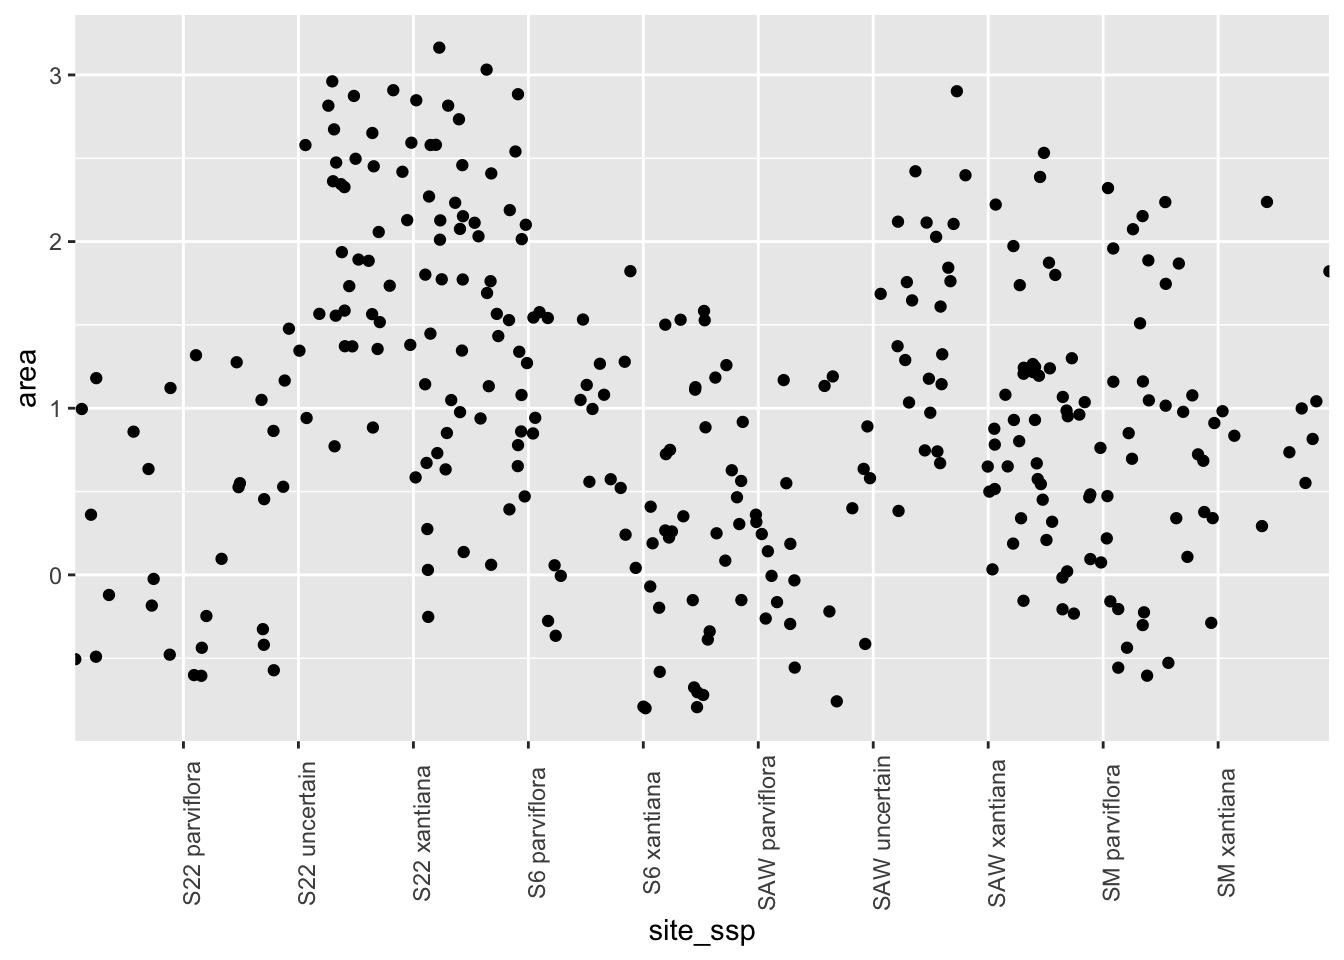 3
2
1
0
area
S22 parviflora
S22 uncertain
S22 xantiana
S6 parviflora
S6 xantiana
SAW parviflora
SAW uncertain
SAW xantiana
SM parviflora
SM xantiana
site_ssp